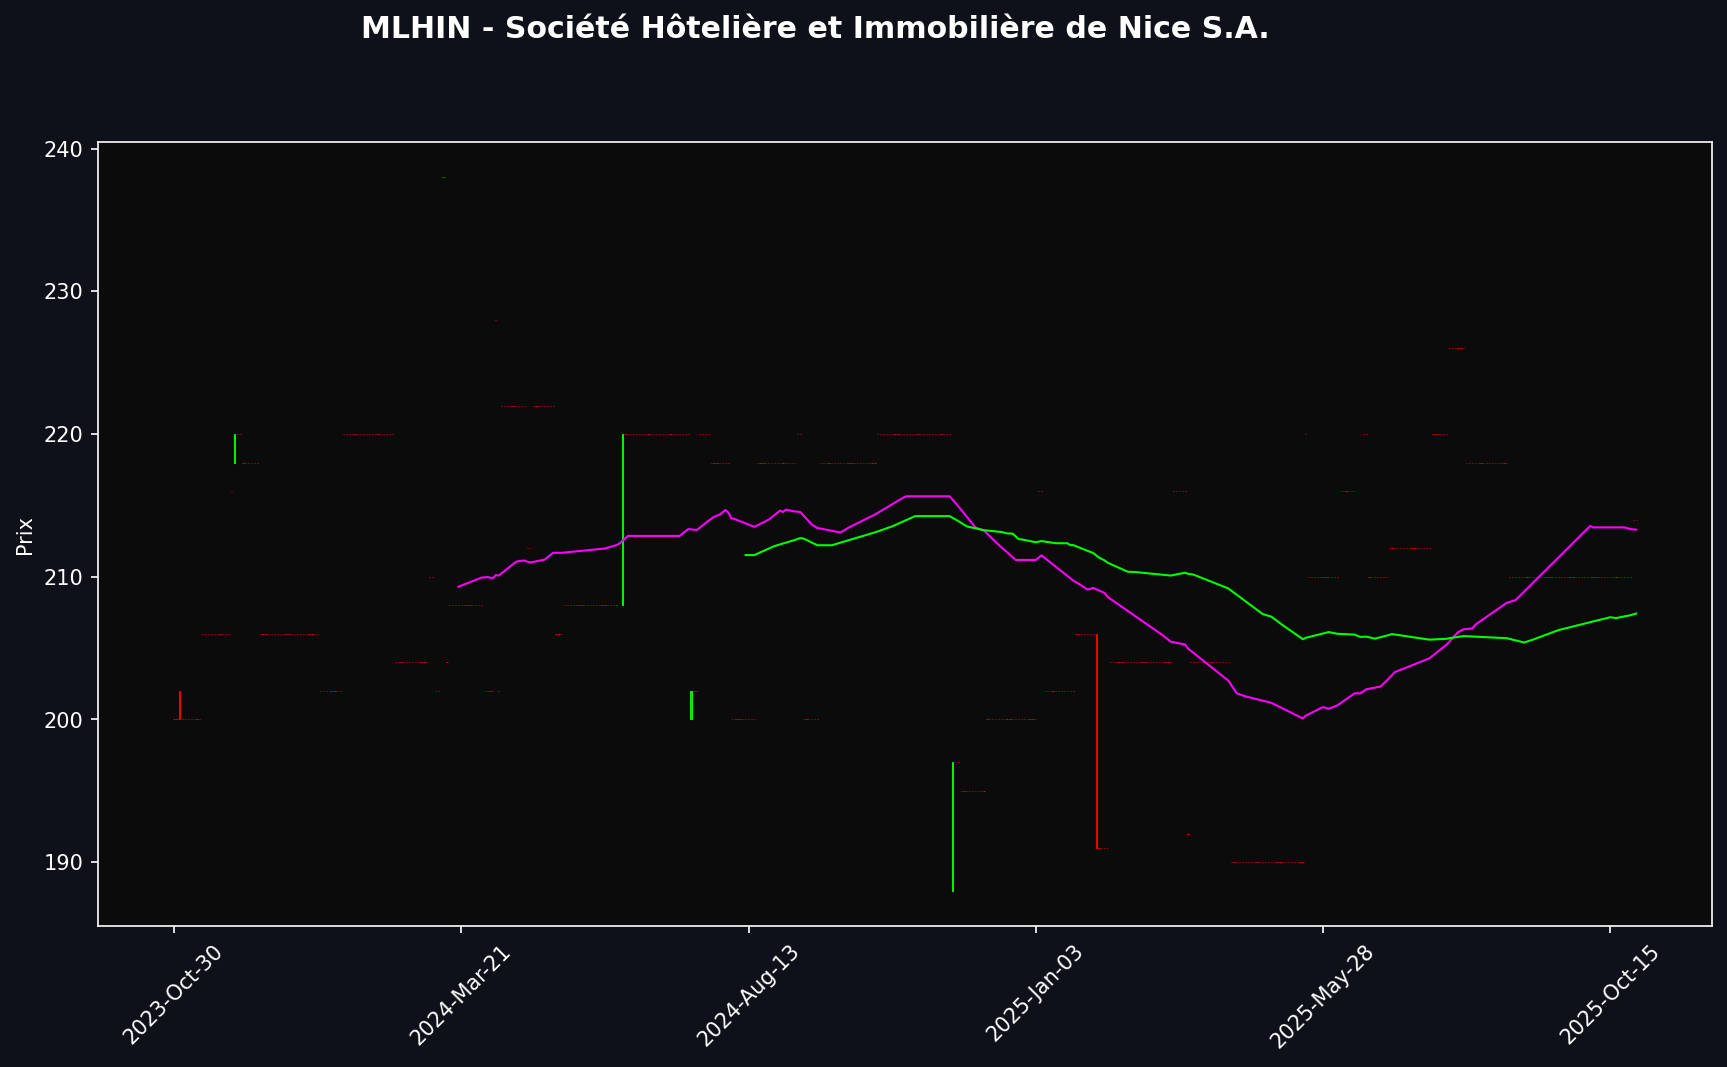 MLHIN - Société Hôtelière et Immobilière de Nice S.A.
240
230
220
210
200
190
Prix
2023-Oct-30
2024-Mar-21
2024-Aug-13
2025-Jan-03
2025-May-28
2025-Oct-15